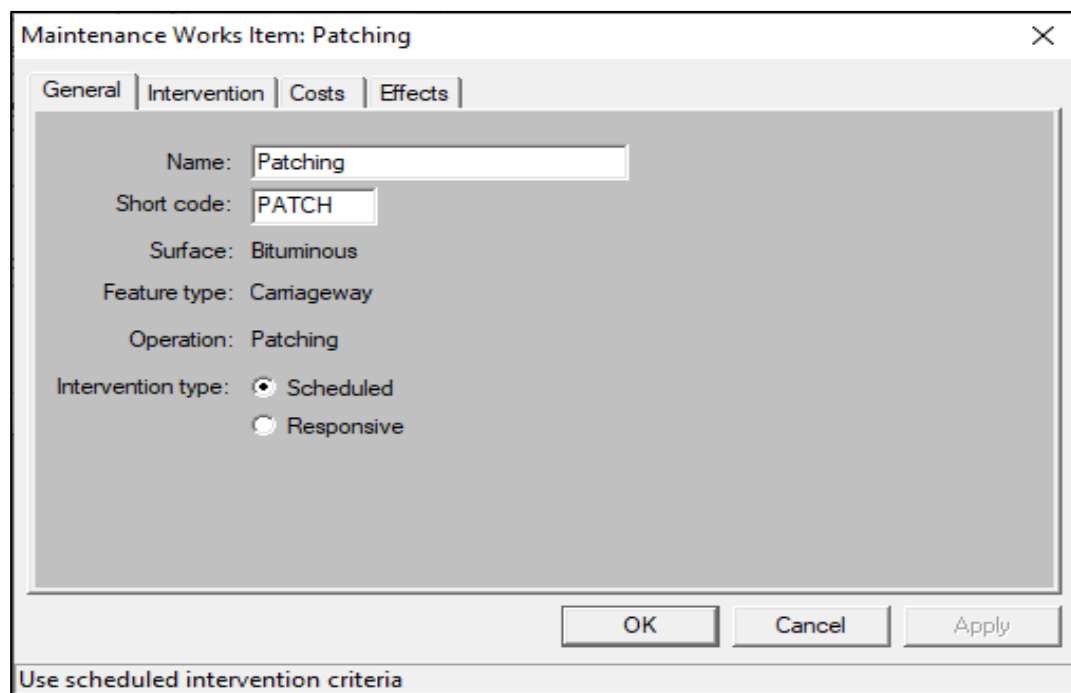 Maintenance Works Item: Patching
General Intervention Costs Effects
Name: Patching
Short code: PATCH
Surface: Bituminous
Feature type: Carriageway
Operation: Patching
Intervention type: Scheduled
Responsive
OK Cancel Apply
Use scheduled intervention criteria